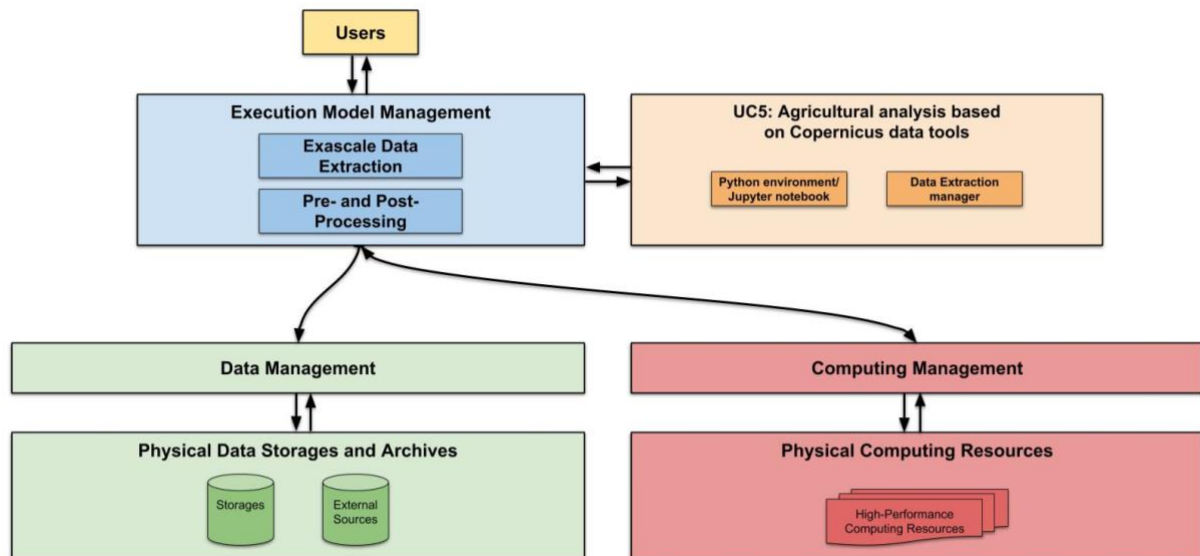 Users
Execution Model Management
Exascale Data
Extraction
Pre- and Post-
Processing
UC5: Agricultural analysis based
on Copernicus data tools
Python environment/
Jupyter notebook
Data Extraction
manager
Data Management
Computing Management
Physical Data Storages and Archives
Storages
External
Sources
Physical Computing Resources
High-Performance
Computing Resources